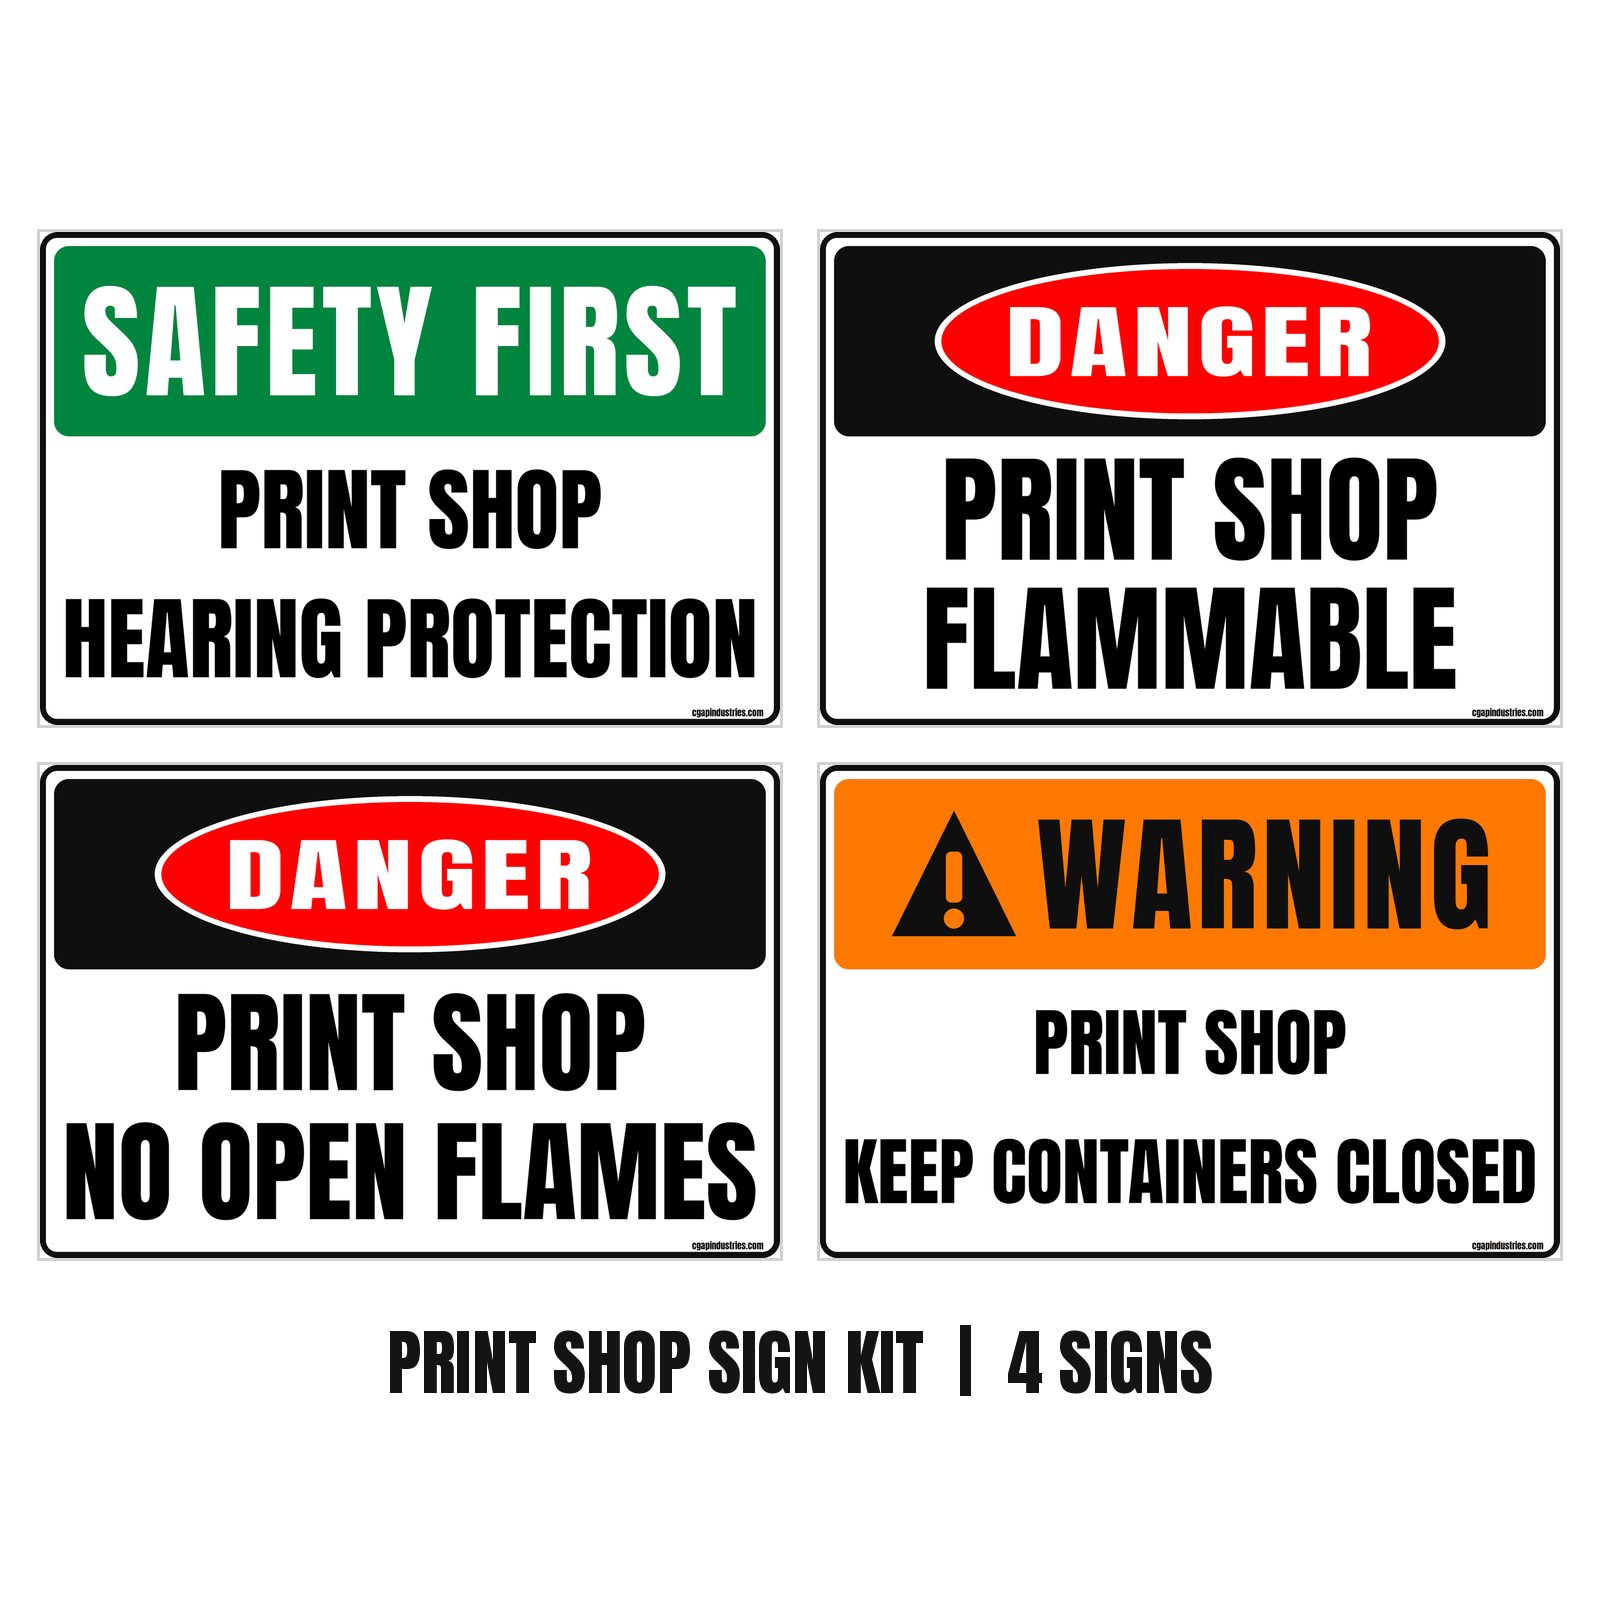 SAFETY FIRST
PRINT SHOP
HEARING PROTECTION
cgapindustries.com
DANGER
PRINT SHOP
FLAMMABLE
cgapindustries.com
DANGER
PRINT SHOP
NO OPEN FLAMES
cgapindustries.com
WARNING
PRINT SHOP
KEEP CONTAINERS CLOSED
cgapindustries.com
PRINT SHOP SIGN KIT | 4 SIGNS